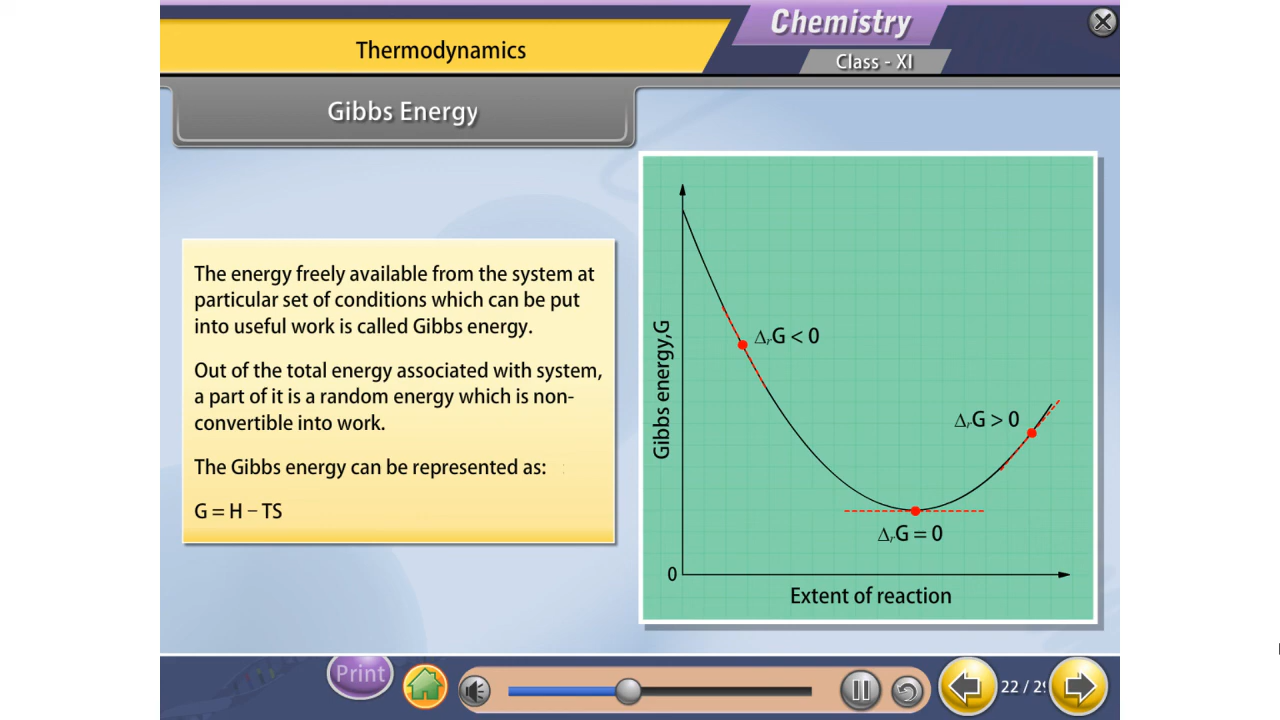 Chemistry
Thermodynamics
Class - XI
Gibbs Energy
The energy freely available from the system at
particular set of conditions which can be put
into useful work is called Gibbs energy.
Out of the total energy associated with system,
a part of it is a random energy which is non-
convertible into work.
The Gibbs energy can be represented as:
G = H – TS
Gibbs energy,G
ΔrG < 0
ΔrG > 0
ΔrG = 0
0
Extent of reaction
Print
22 / 29